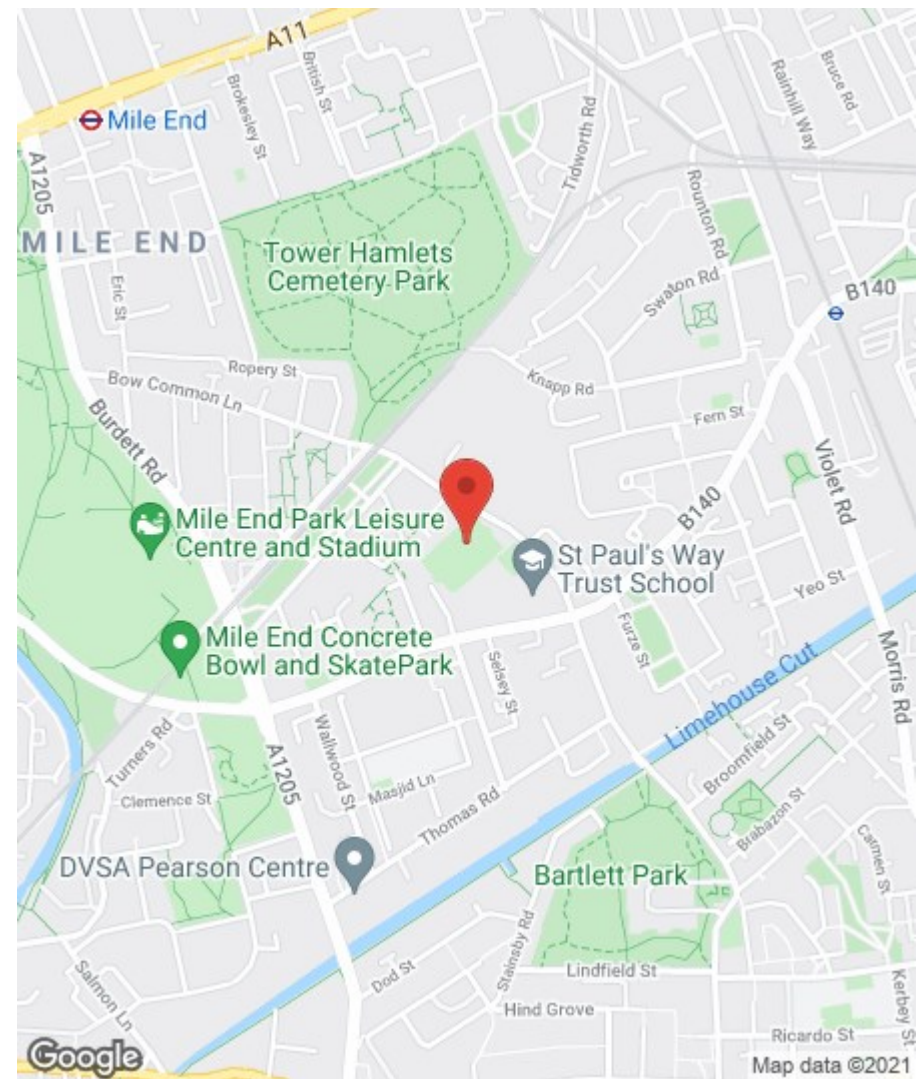 A11
British St
Brokesley St
Mile End
Tidworth Rd
Rainhill Way
Bruce Rd
A1205
Rounton Rd
MILE END
Tower Hamlets
Cemetery Park
Eric St
Swaton Rd
B140
Ropery St
Bow Common Ln
Knapp Rd
Fern St
Burdett Rd
Violet Rd
Mile End Park Leisure
Centre and Stadium
B140
St Paul's Way
Trust School
Yeo St
Mile End Concrete
Bowl and SkatePark
Furze St
Selsey St
Limehouse Cut
Morris Rd
Turners Rd
Wallwood St
Broomfield St
A1205
Masjid Ln
Clemence St
Thomas Rd
Brabazon St
Carmen St
DVSA Pearson Centre
Bartlett Park
Stainsby Rd
Salmon Ln
Dod St
Lindfield St
Kerbey St
Hind Grove
Ricardo St
Google
Map data ©2021